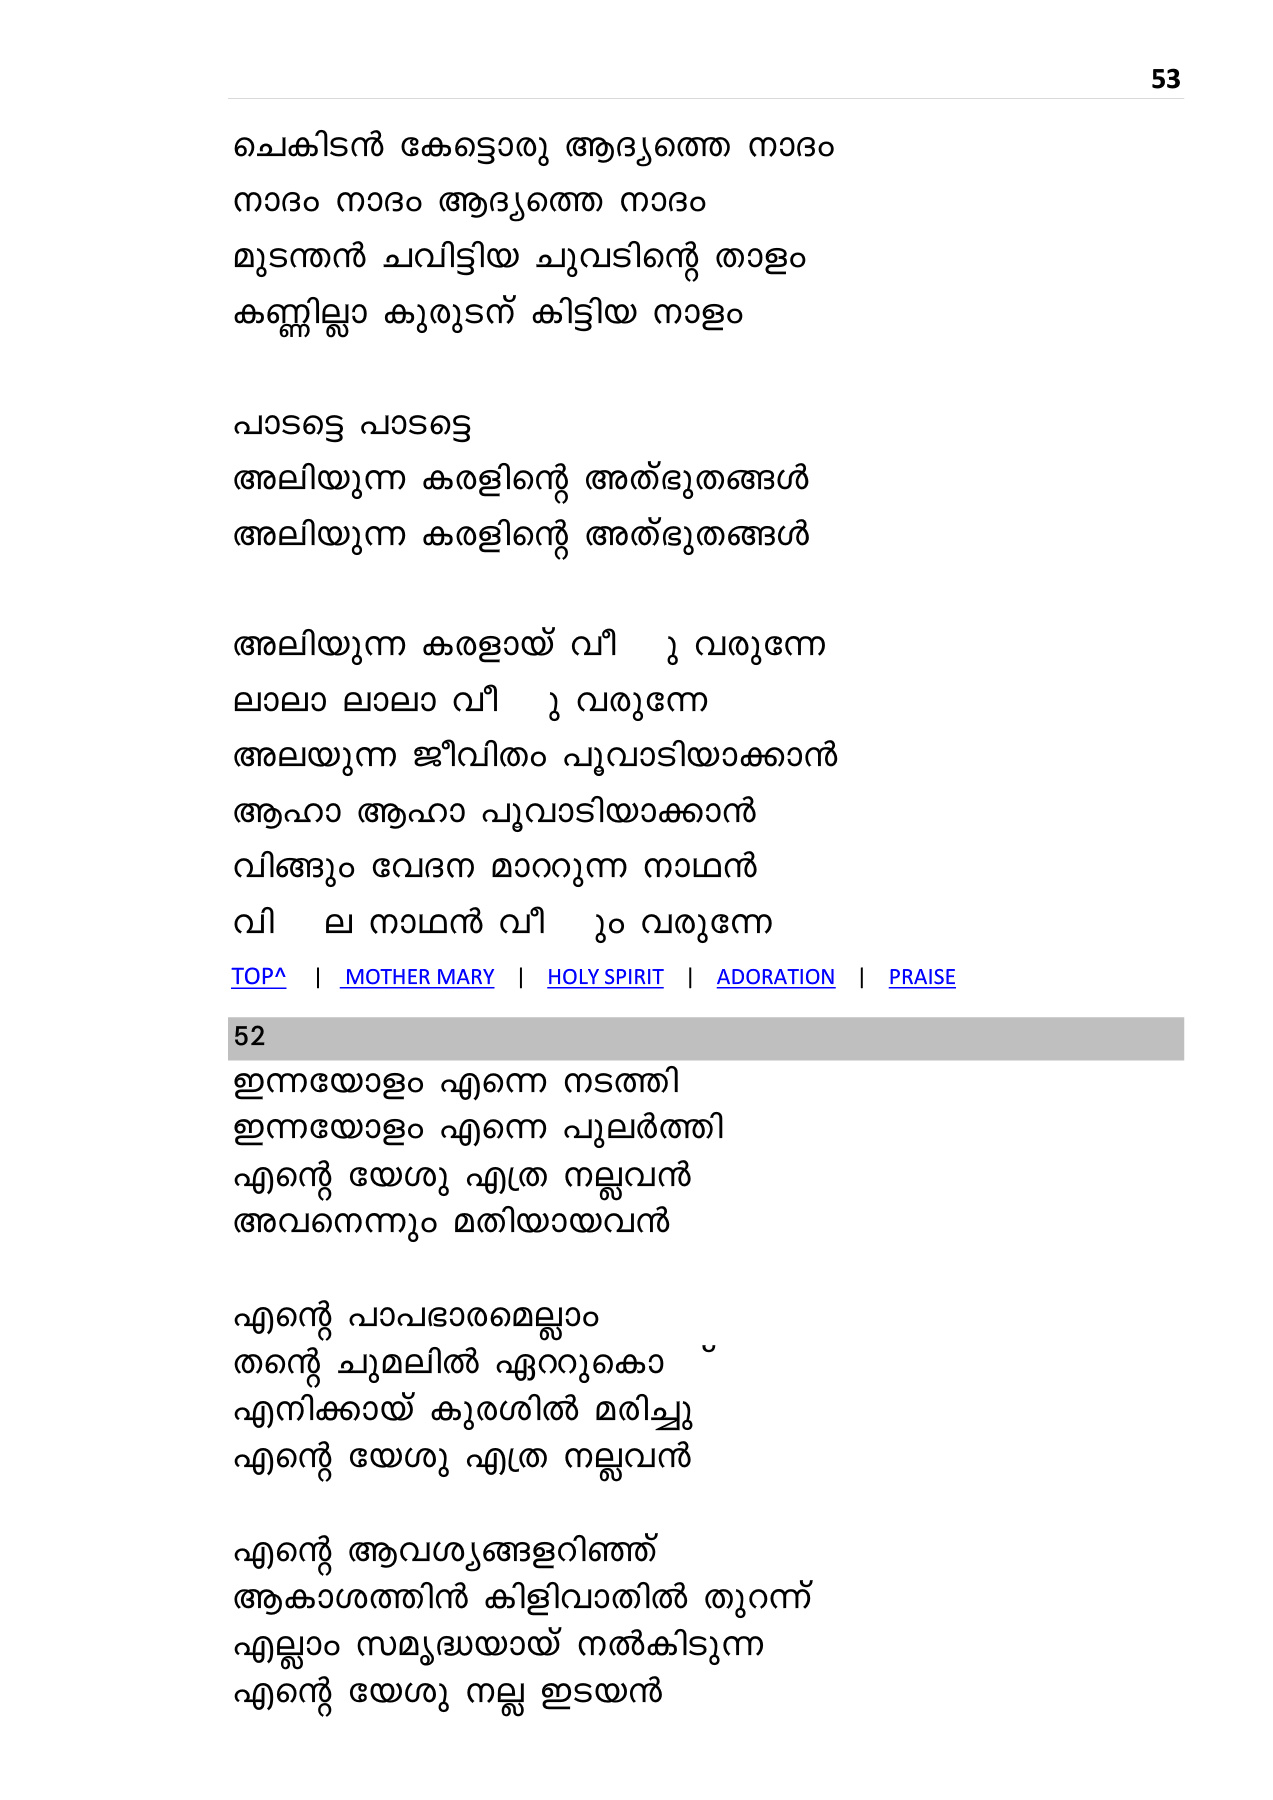 53
ചെകിടൻ കേട്ടൊരു ആദ്യത്തെ നാദം
നാദം നാദം ആദ്യത്തെ നാദം
മുടന്തൻ ചവിട്ടിയ ചുവടിന്റെ താളം
കണ്ണില്ലാ കുരുടന് കിട്ടിയ നാളം
പാടട്ടെ പാടട്ടെ
അലിയുന്ന കരളിന്റെ അത്ഭുതങ്ങൾ
അലിയുന്ന കരളിന്റെ അത്ഭുതങ്ങൾ
അലിയുന്ന കരളായ് വരുന്നേ
ലാലാ ലാലാ വരുന്നേ
അലയുന്ന ജീവിതം പൂവാടിയാക്കാൻ
ആഹാ ആഹാ പൂവാടിയാക്കാൻ
വിങ്ങും വേദന മാററുന്ന നാഥൻ
നാഥൻ വരുന്നേ
TOP^ | MOTHER MARY | HOLY SPIRIT | ADORATION | PRAISE
52
ഇന്നയോളം എന്നെ നടത്തി
ഇന്നയോളം എന്നെ പുലർത്തി
എന്റെ യേശു എത്ര നല്ലവൻ
അവനെന്നും മതിയായവൻ
എന്റെ പാപഭാരമെല്ലാം
തന്റെ ചുമലിൽ
എനിക്കായ് കുരശിൽ മരിച്ചു
എന്റെ യേശു എത്ര നല്ലവൻ
എന്റെ ആവശ്യങ്ങളറിഞ്ഞ്
ആകാശത്തിൻ കിളിവാതിൽ തുറന്ന്
എല്ലാം സമൃദ്ധയായ് നൽകിടുന്ന
എന്റെ യേശു നല്ല ഇടയൻ